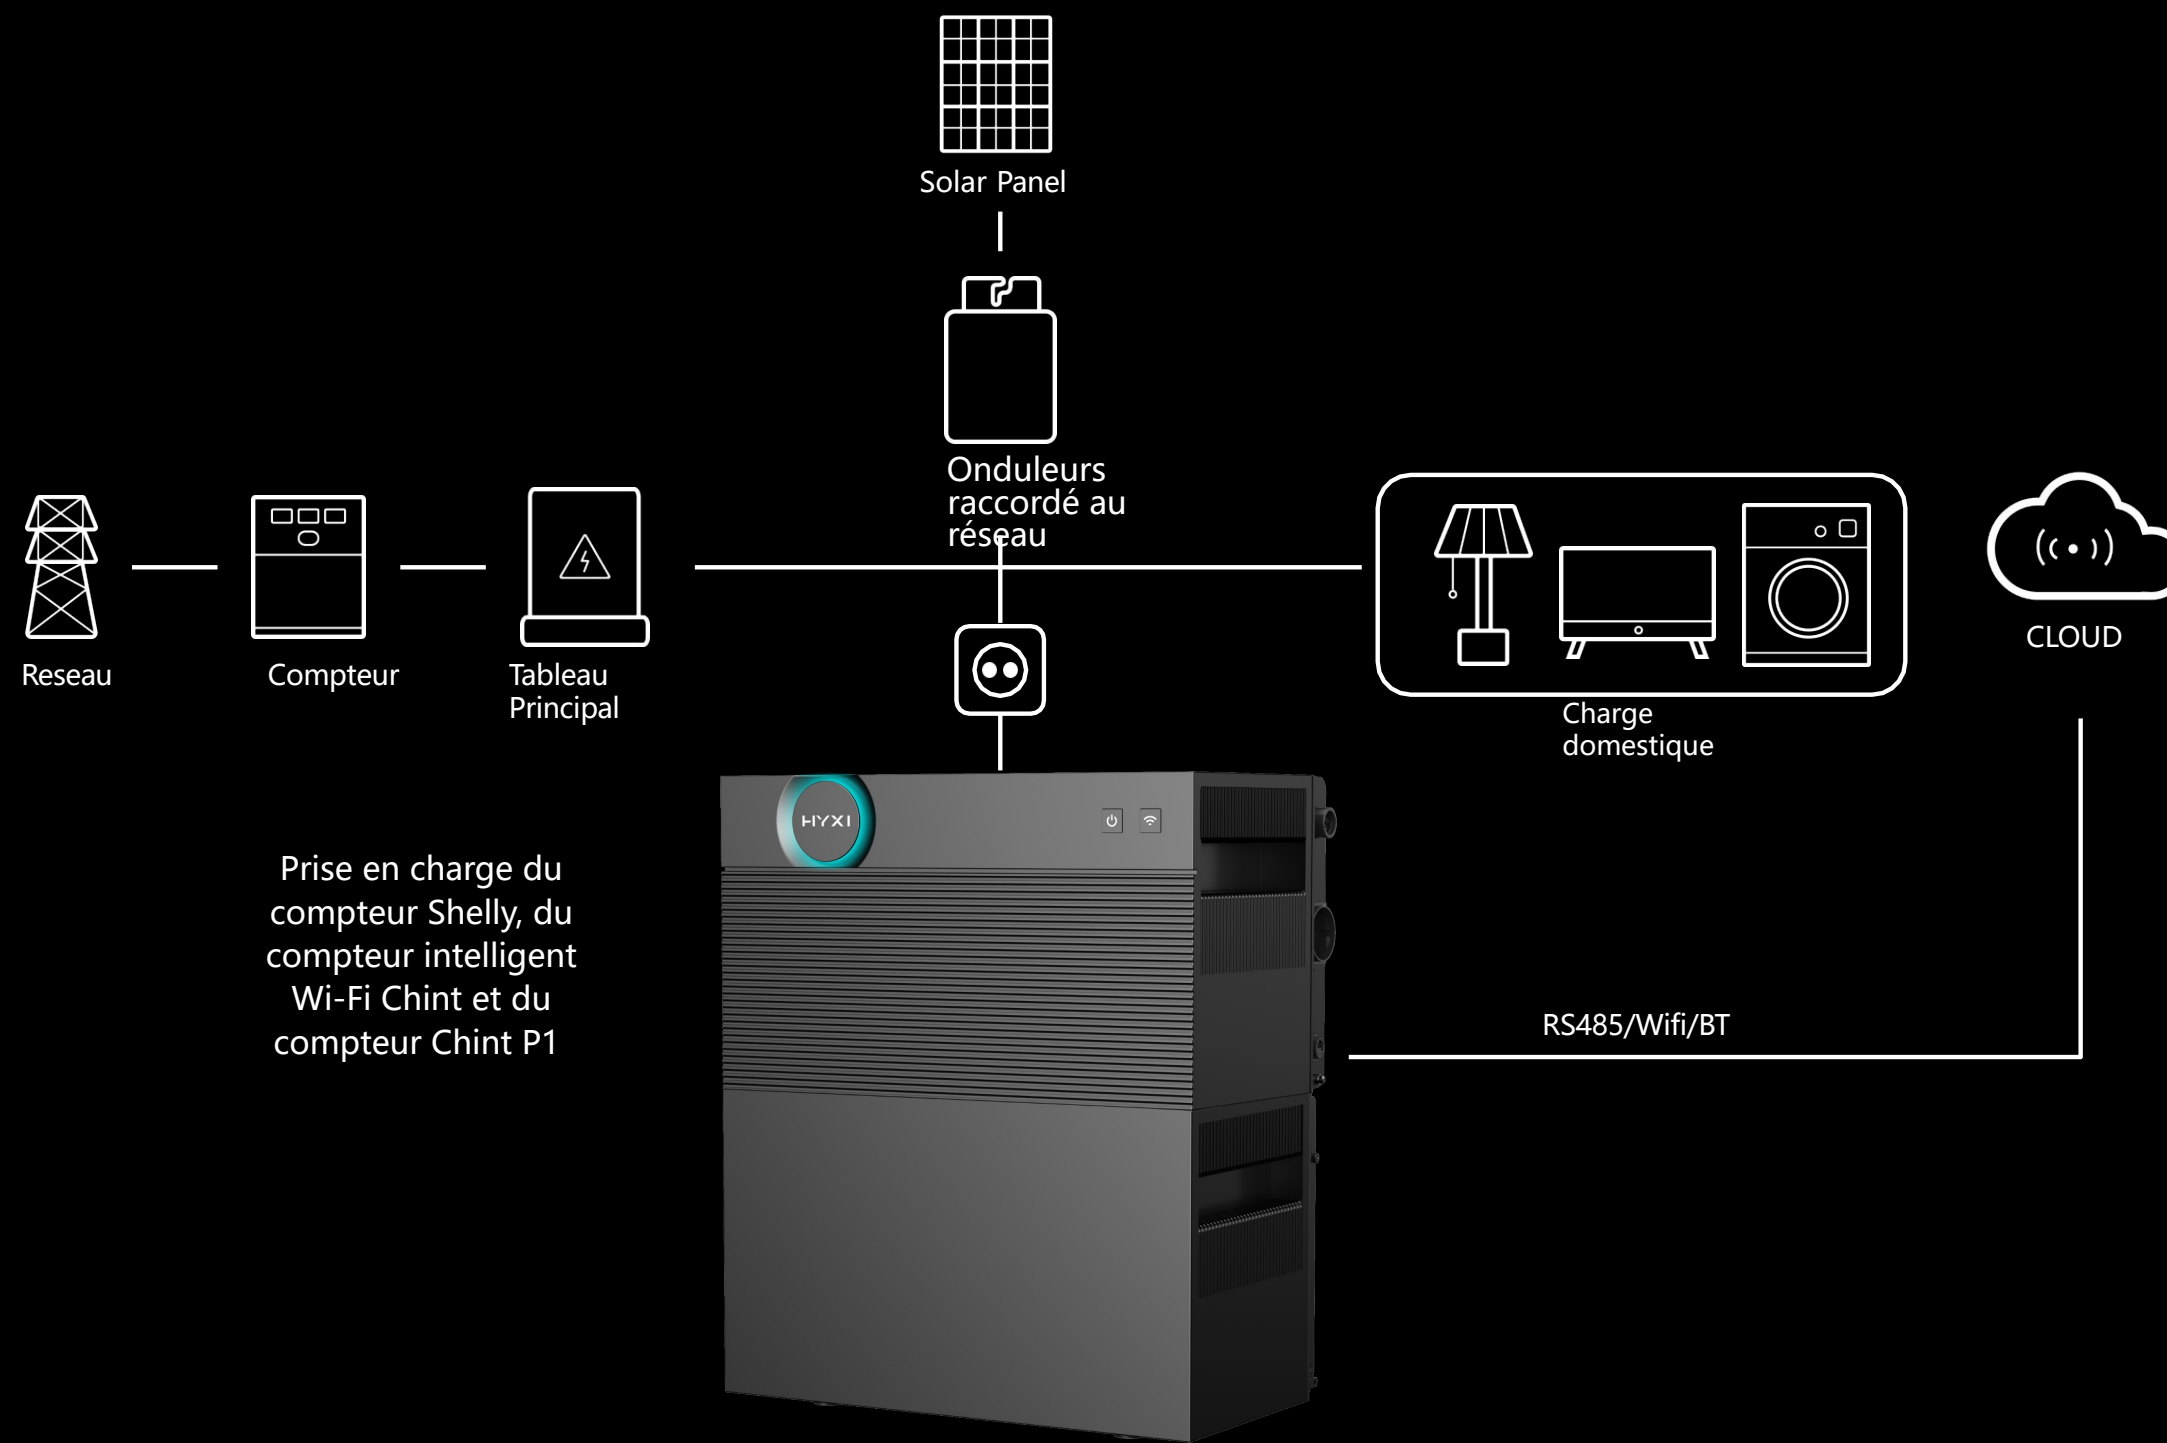 Solar Panel
Onduleurs
raccordé au
réseau
Reseau
Compteur
Tableau
Principal
Charge
domestique
CLOUD
HYXI
Prise en charge du
compteur Shelly, du
compteur intelligent
Wi-Fi Chint et du
compteur Chint P1
RS485/Wifi/BT